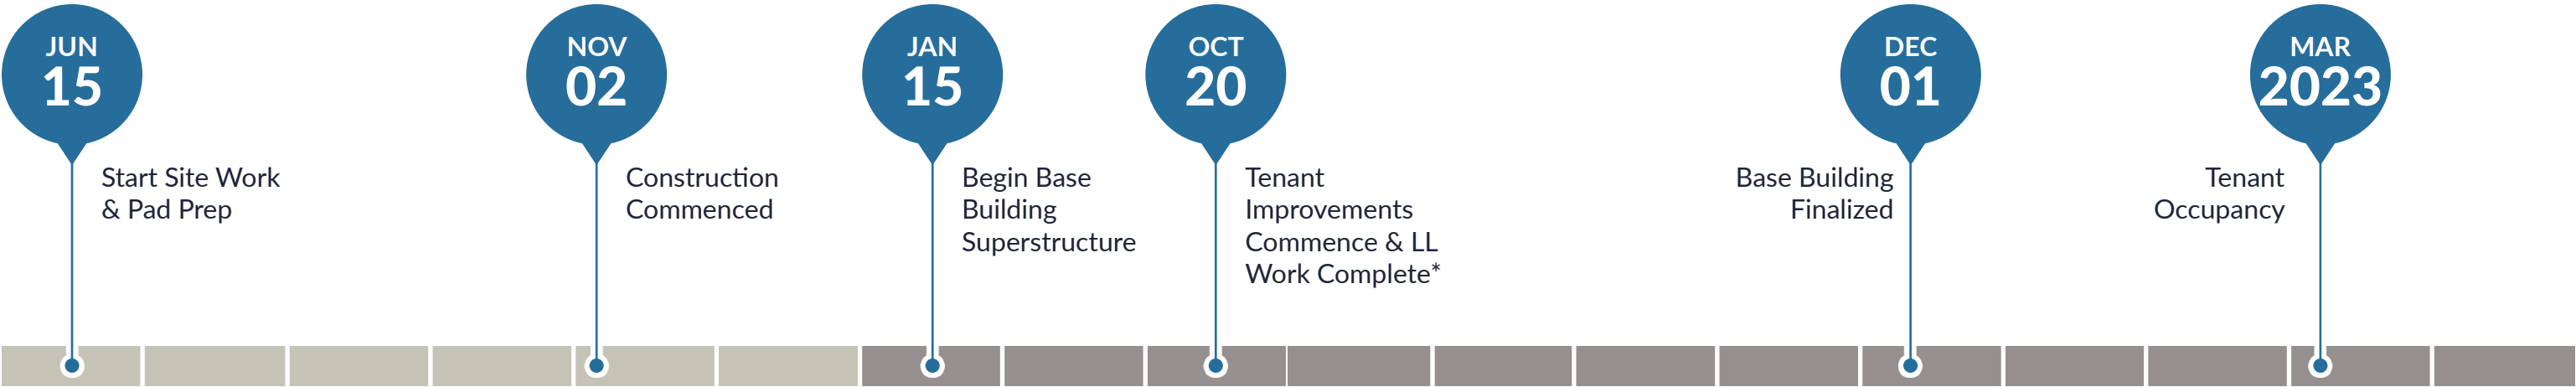 JUN
15
Start Site Work
& Pad Prep
NOV
02
Construction
Commenced
JAN
15
Begin Base
Building
Superstructure
OCT
20
Tenant
Improvements
Commence & LL
Work Complete*
DEC
01
Base Building
Finalized
MAR
2023
Tenant
Occupancy